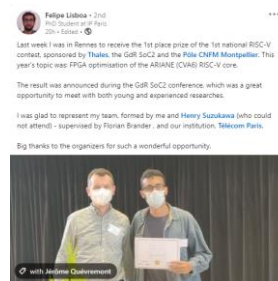 Felipe Lisboa • 2nd
PhD Student at IP Paris
20h • Edited •
Last week I was in Rennes to receive the 1st place prize of the 1st national RISC-V
contest, sponsored by Thales, the GdR SoC2 and the Pôle CNFM Montpellier. This
year's topic was: FPGA optimisation of the ARIANE (CVA6) RISC-V core.
The result was announced during the GdR SoC2 conference, which was a great
opportunity to meet with both young and experienced researches.
I was glad to represent my team, formed by me and Henry Suzukawa (who could
not attend) - supervised by Florian Brander , and our institution, Télécom Paris.
Big thanks to the organizers for such a wonderful opportunity.
with Jérôme Quévremont